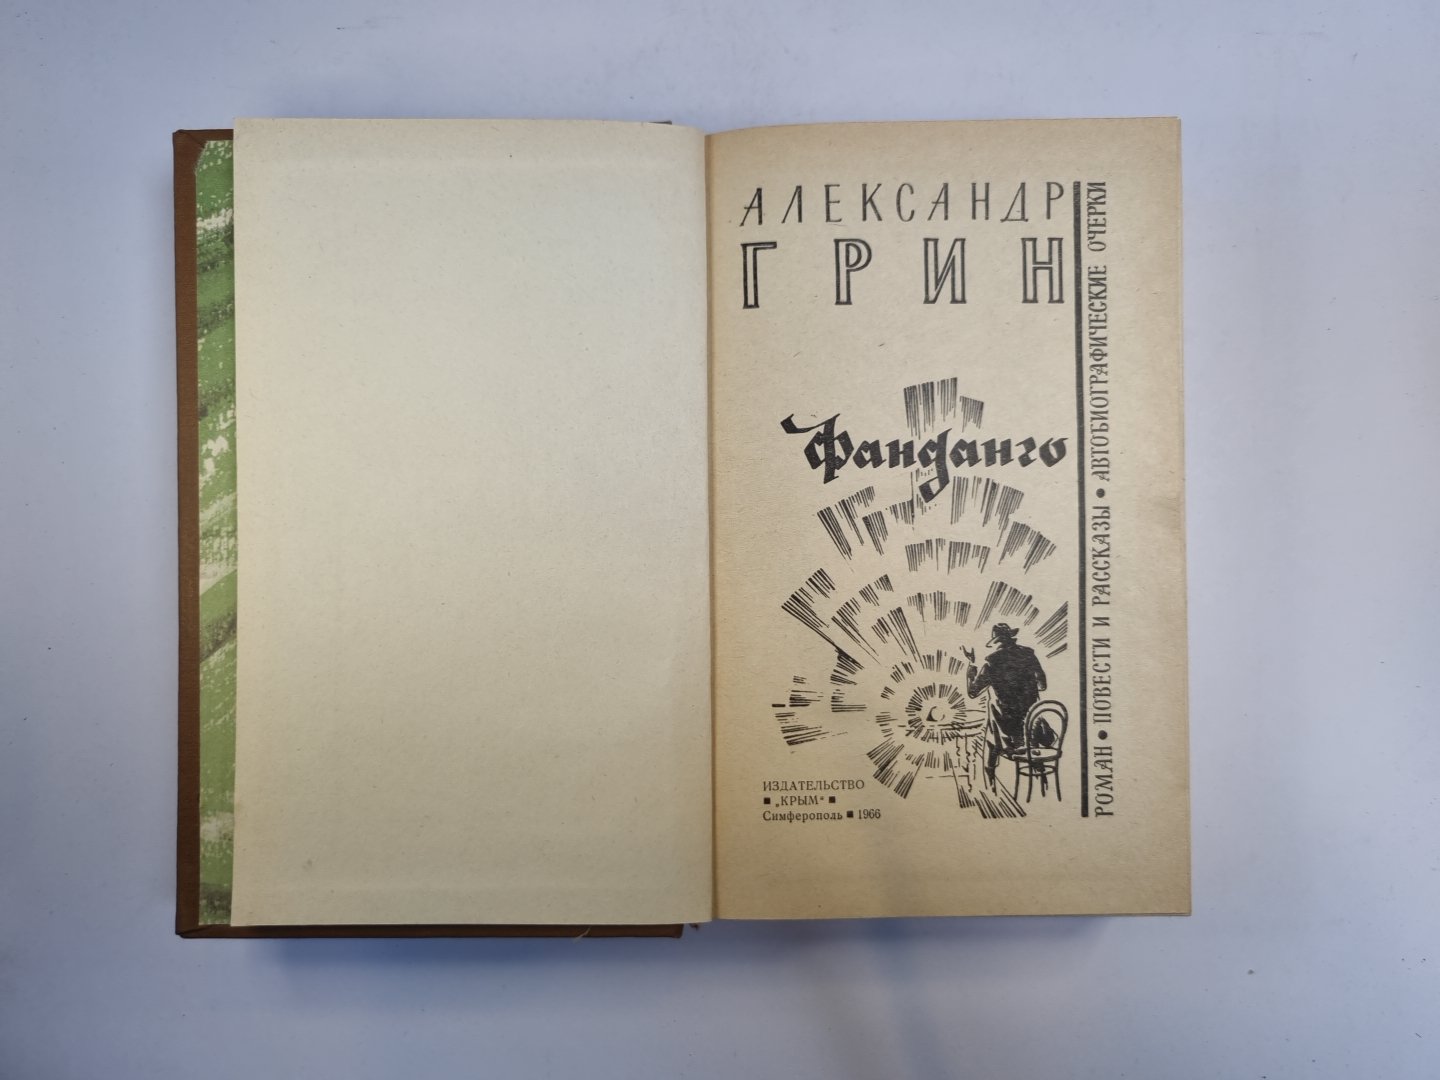 АЛЕКСАНДР
ГРИН
Фанданго
РОМАН • ПОВЕСТИ И РАССКАЗЫ • АВТОБИОГРАФИЧЕСКИЕ ОЧЕРКИ
ИЗДАТЕЛЬСТВО
■ „КРЫМ“ ■
Симферополь ■ 1966